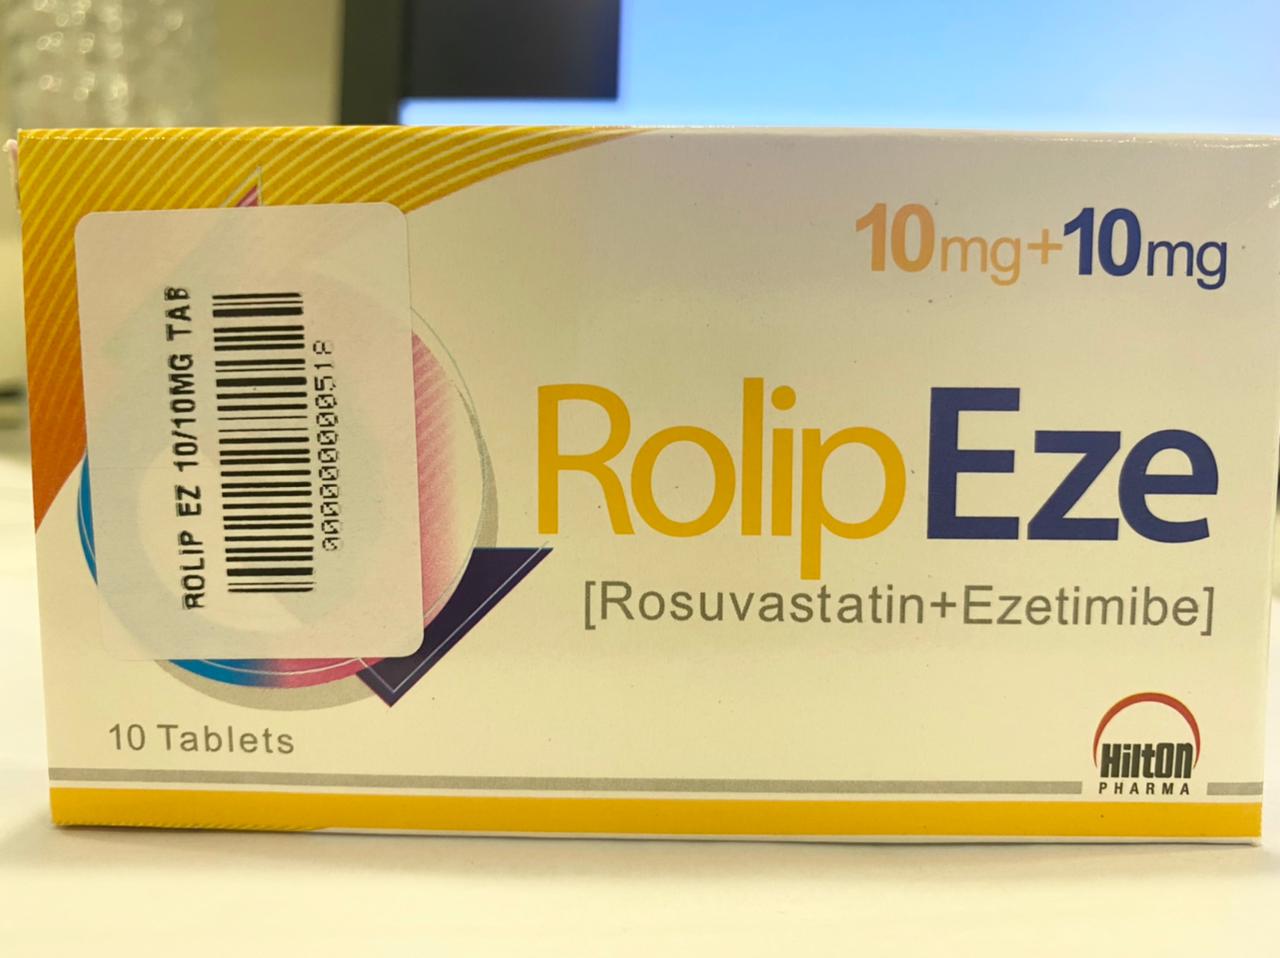 10mg+10mg
ROLIP EZ 10/10MG TAB
0000000000518
Rolip Eze
[Rosuvastatin+Ezetimibe]
10 Tablets
Hilton
PHARMA